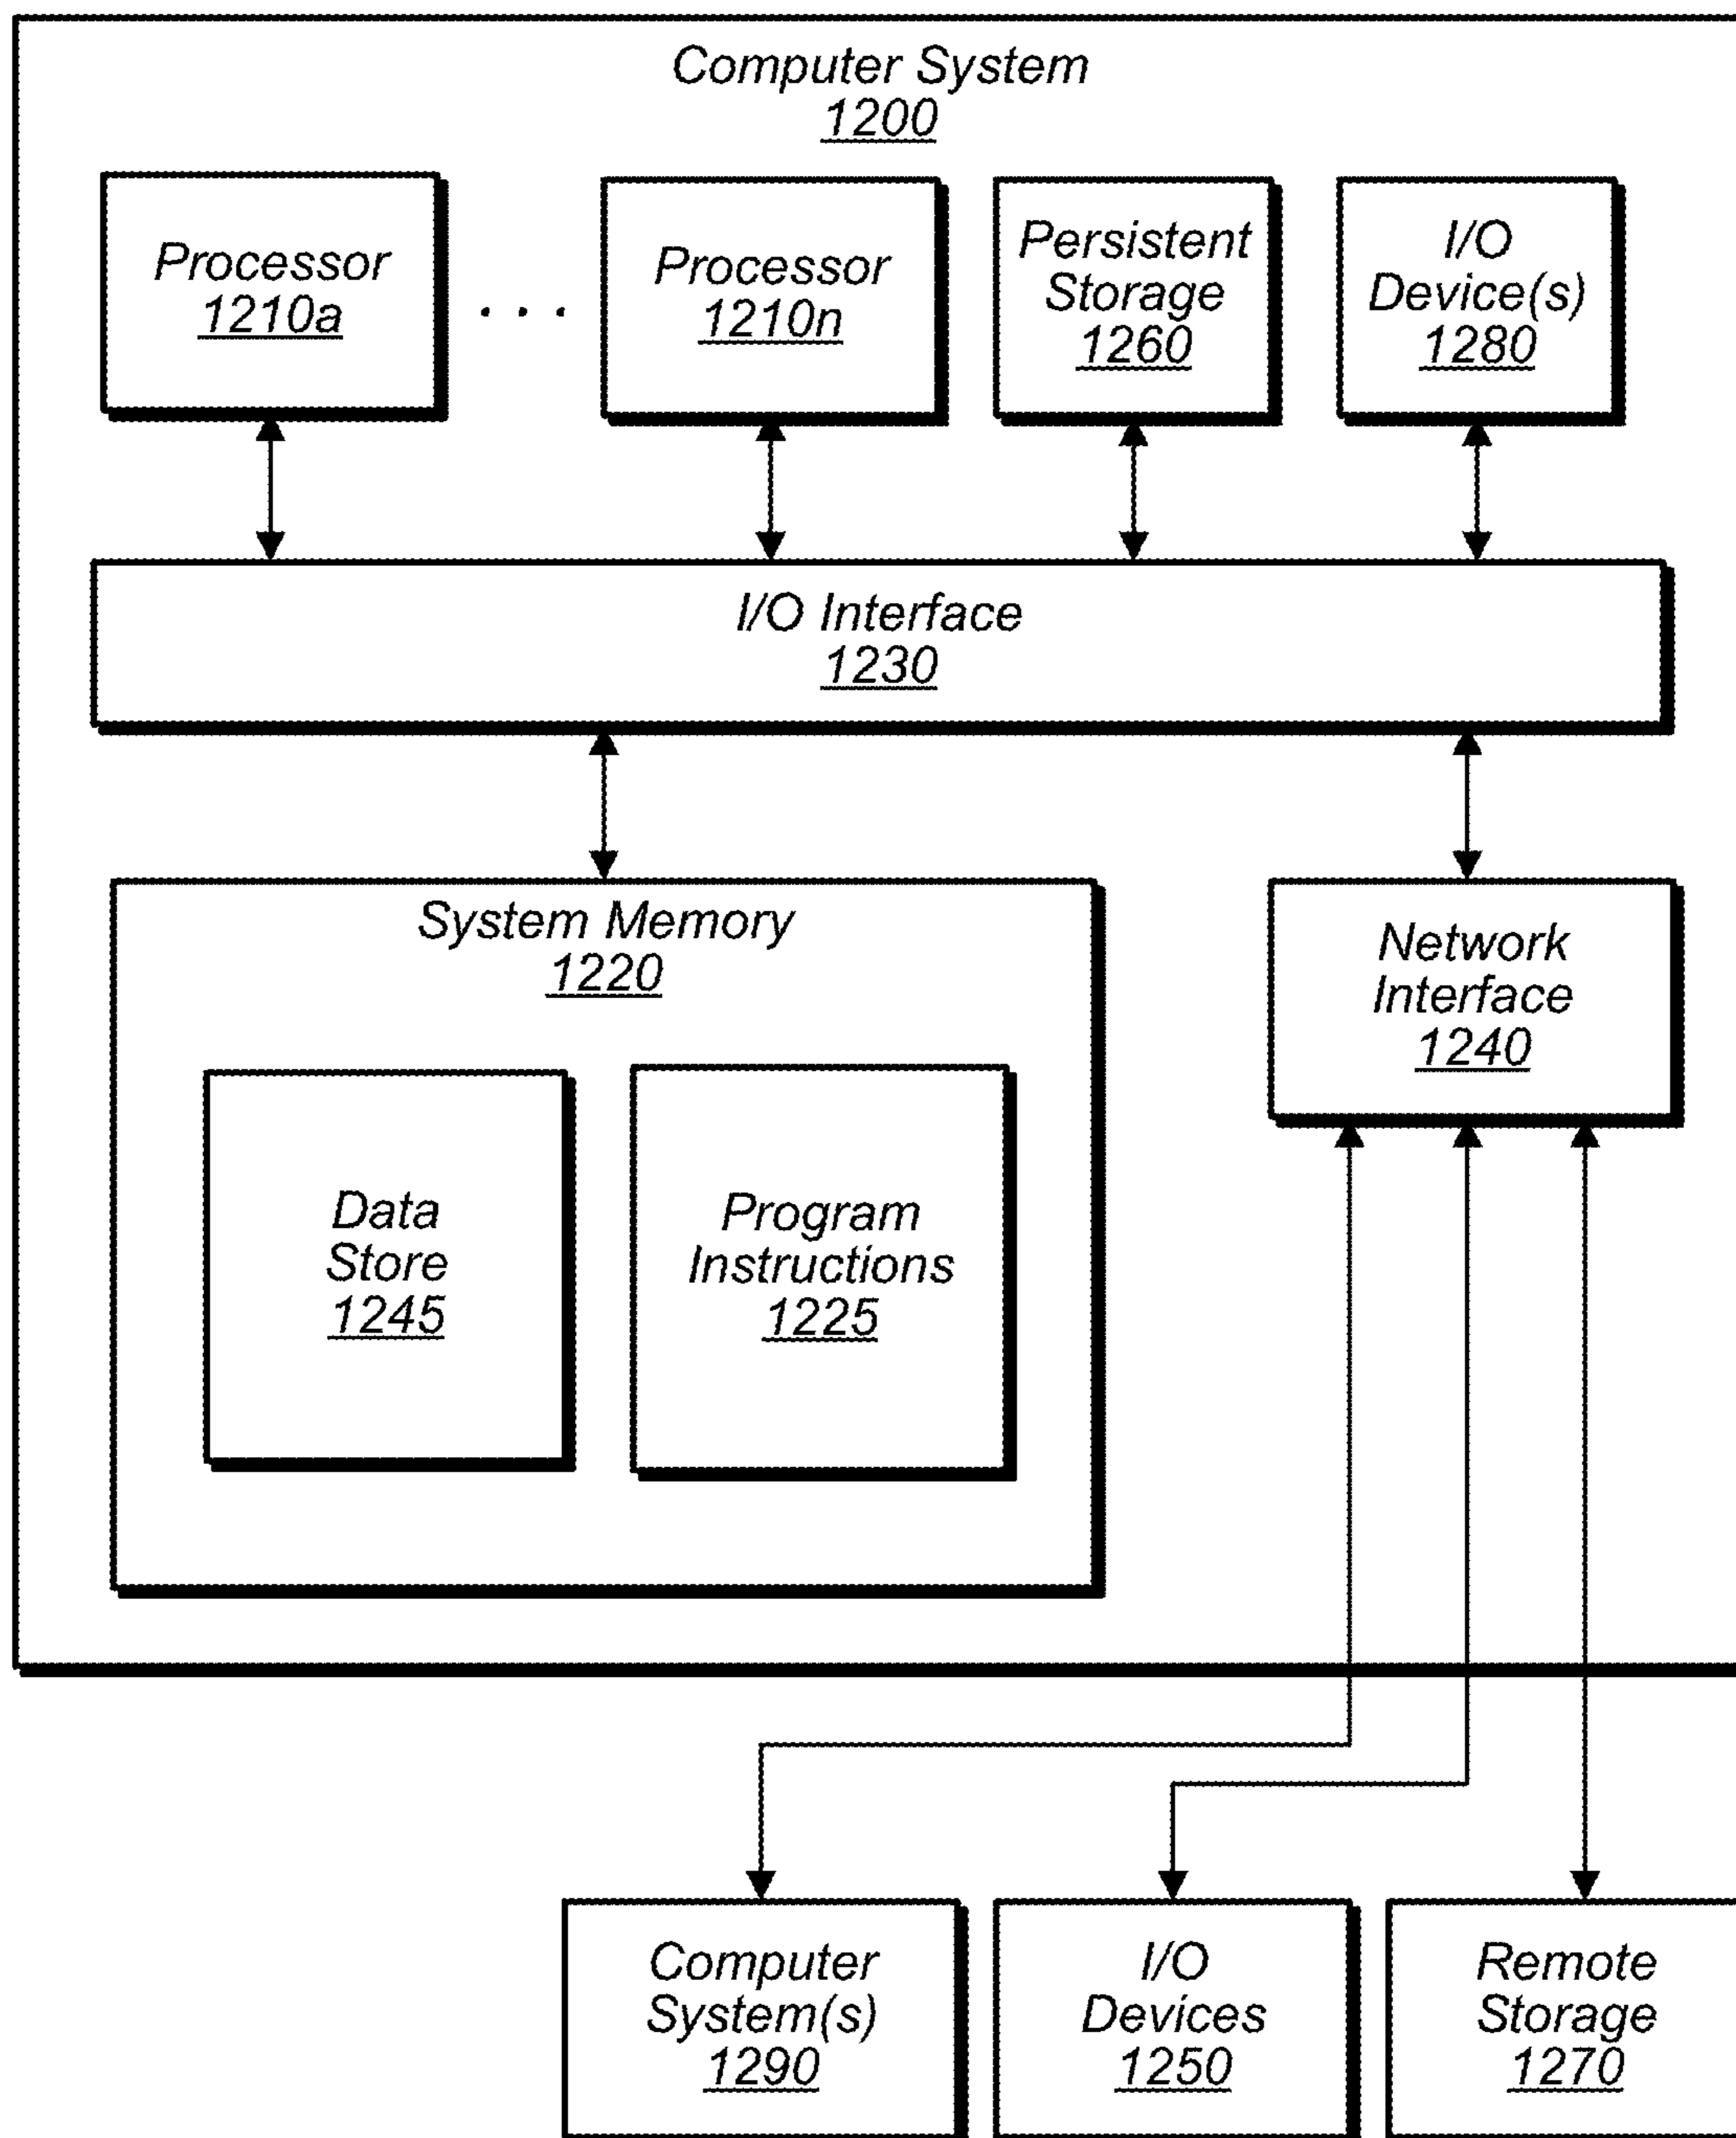 Computer System
1200
Processor
1210a
. . .
Processor
1210n
Persistent
Storage
1260
I/O
Device(s)
1280
I/O Interface
1230
System Memory
1220
Data
Store
1245
Program
Instructions
1225
Network
Interface
1240
Computer
System(s)
1290
I/O
Devices
1250
Remote
Storage
1270